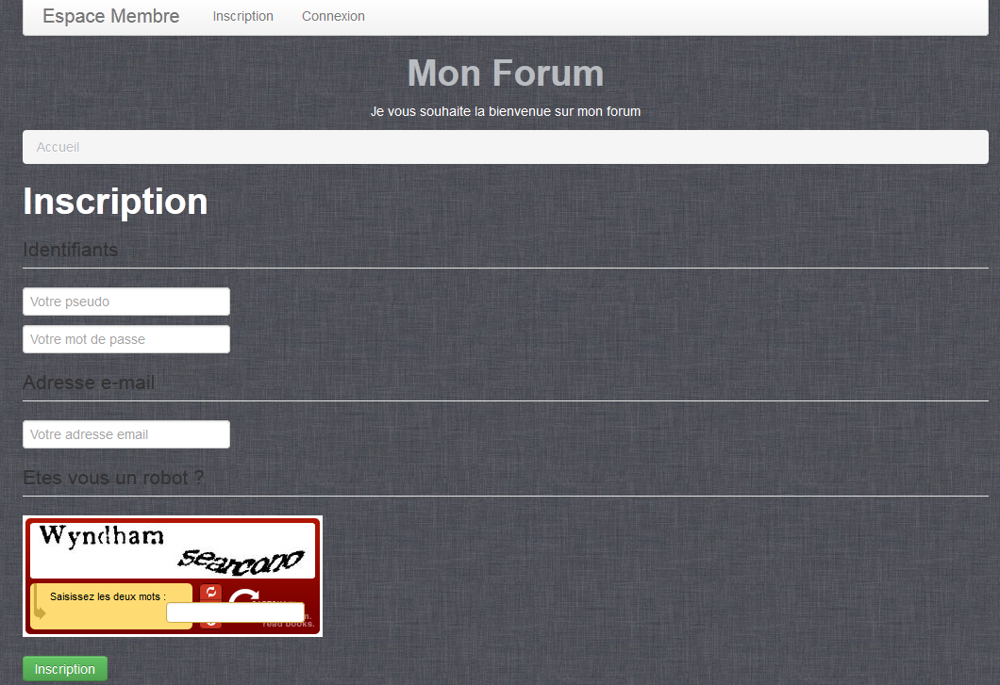 Espace Membre Inscription Connexion
Mon Forum
Je vous souhaite la bienvenue sur mon forum
Accueil
Inscription
Identifiants
Votre pseudo
Votre mot de passe
Adresse e-mail
Votre adresse email
Etes vous un robot ?
Wyndham
searcano
Saisissez les deux mots :
read books.
Inscription